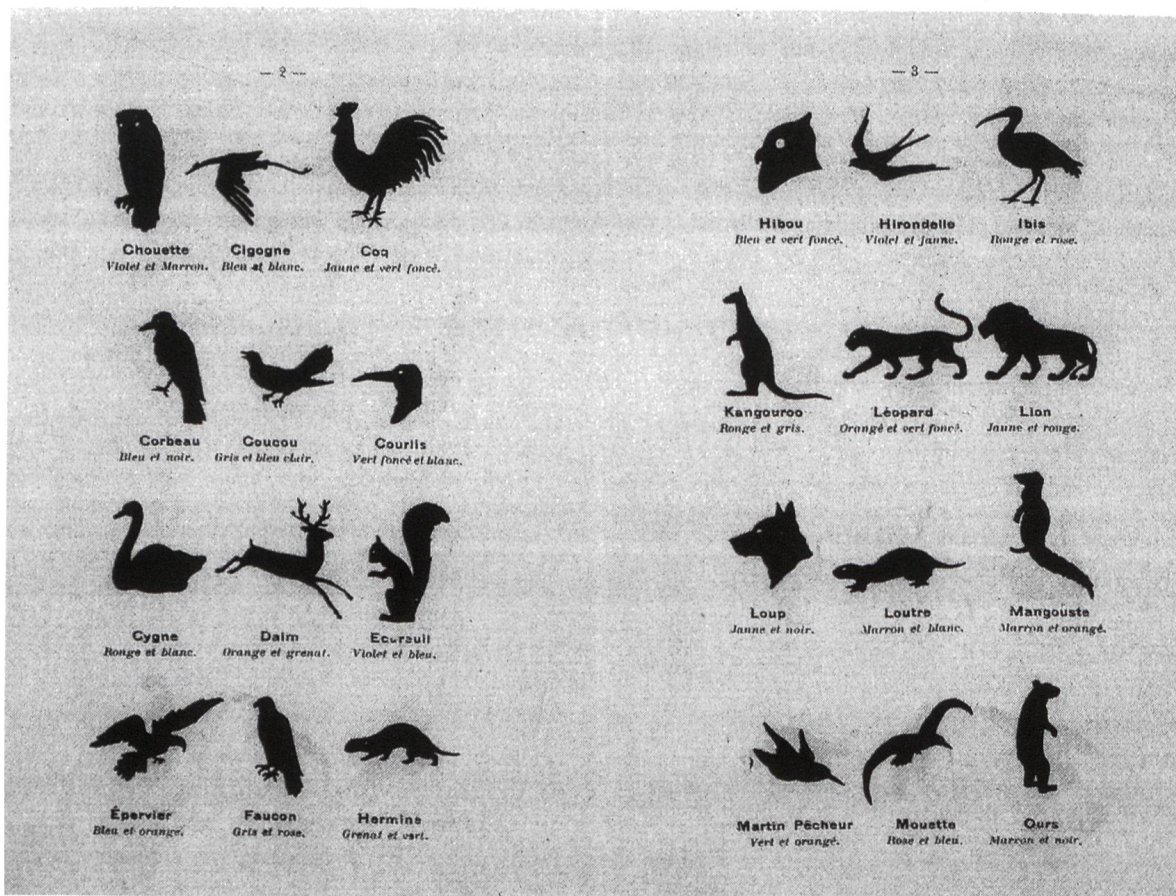 — 2 —
Chouette Cigogne Coq
Violet et Marron. Bleu et blanc. Jaune et vert foncé.
Corbeau Coucou Courlis
Bleu et noir. Gris et bleu clair. Vert foncé et blanc.
Cygne Daim Ecureuil
Rouge et blanc. Orange et grenat. Violet et bleu.
Épervier Faucon Hermine
Bleu et orange. Gris et rose. Grenat et vert.
— 3 —
Hibou Hirondelle Ibis
Bleu et vert foncé. Violet et jaune. Rouge et rose.
Kangouroo Léopard Lion
Rouge et gris. Orangé et vert foncé. Jaune et rouge.
Loup Loutre Mangouste
Jaune et noir. Marron et blanc. Marron et orangé.
Martin Pêcheur Mouette Ours
Vert et orangé. Rose et bleu. Marron et noir.